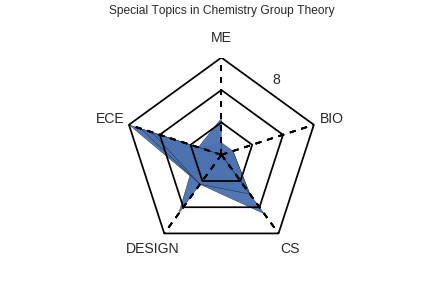 Special Topics in Chemistry Group Theory
ME
8
ECE
BIO
DESIGN
CS